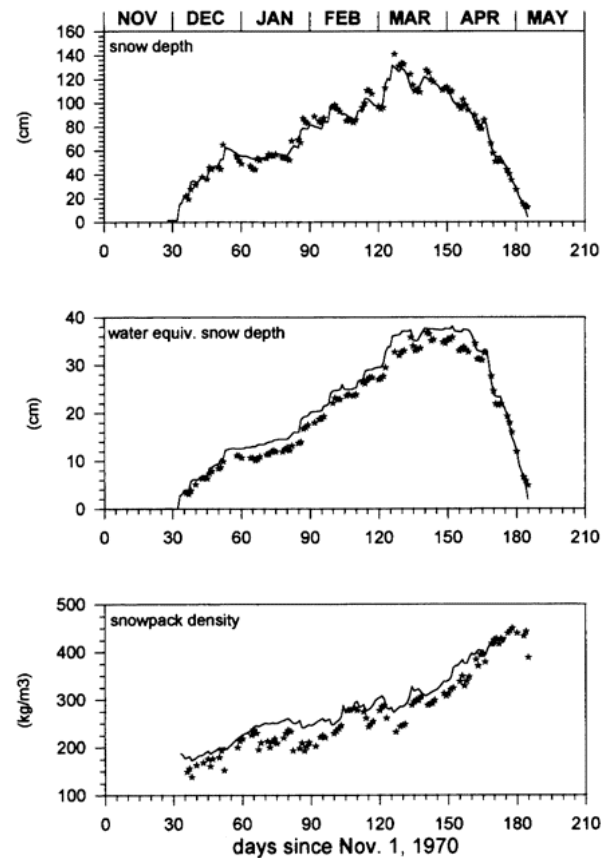 NOV DEC JAN FEB MAR APR MAY
160
140
120
100
80
60
40
20
0
(cm)
snow depth
0 30 60 90 120 150 180 210
40
30
20
10
0
(cm)
water equiv. snow depth
0 30 60 90 120 150 180 210
500
400
300
200
100
(kg/m3)
snowpack density
0 30 60 90 120 150 180 210
days since Nov. 1, 1970